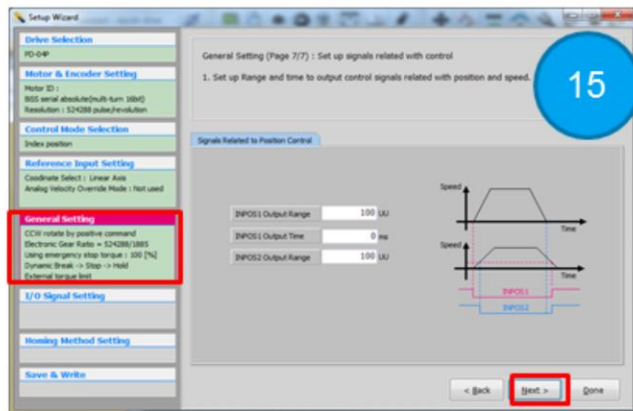 Setup Wizard
Drive Selection
PD-04P
Motor & Encoder Setting
Motor ID :
BISS serial absolute(multi-turn 16bit)
Resolution : 524288 pulse/revolution
Control Mode Selection
Index position
Reference Input Setting
Coodinate Select : Linear Axis
Analog Velocity Override Mode : Not used
General Setting
CCW rotate by positive command
Electronic Gear Ratio = 524288/1885
Using emergency stop torque : 100 [%]
Dynamic Break -> Stop -> Hold
External torque limit
I/O Signal Setting
Homing Method Setting
Save & Write
General Setting (Page 7/7) : Set up signals related with control
1. Set up Range and time to output control signals related with position and speed.
15
Signals Related to Position Control
INPOS1 Output Range 100 UU
INPOS1 Output Time 0 ms
INPOS2 Output Range 100 UU
Speed
Time
Speed
Time
INPOS1
INPOS2
< Back Next > Done